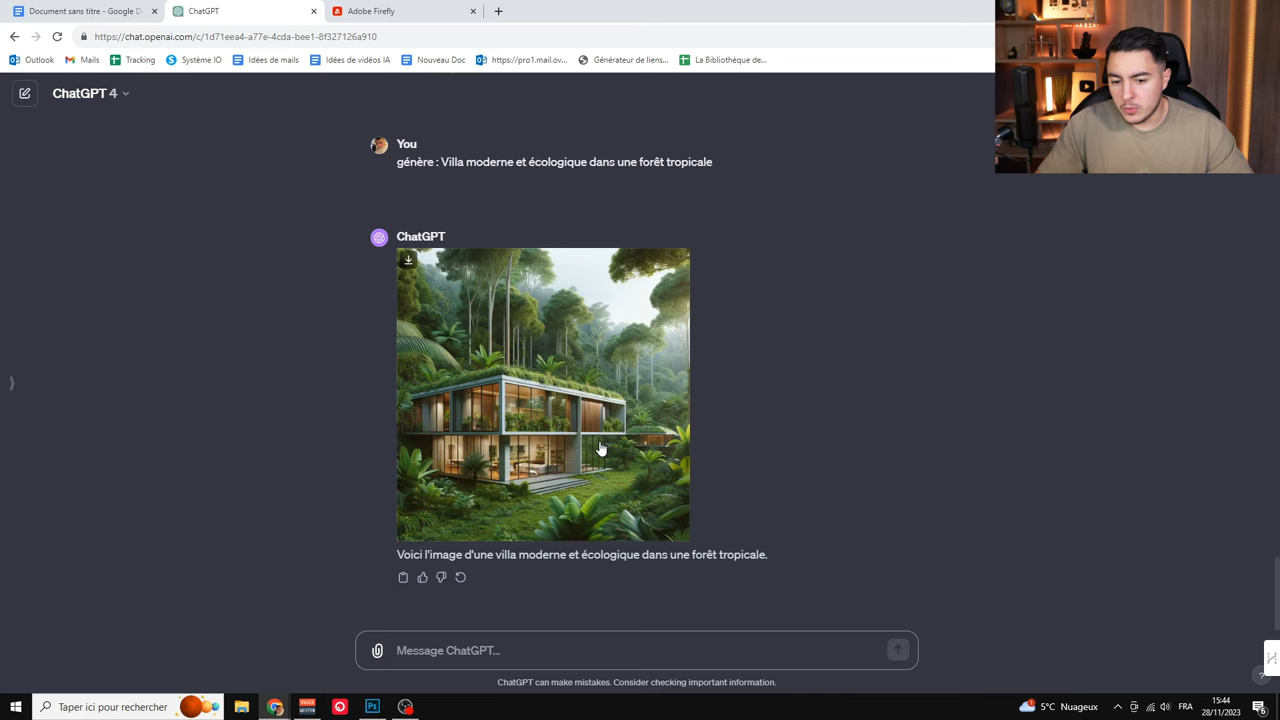 Document sans titre - Google D
ChatGPT
Adobe Firefly
https://chat.openai.com/c/1d71eea4-a77e-4cda-bee1-8f327126a910
Outlook
Mails
Tracking
Système IO
Idées de mails
Idées de vidéos IA
Nouveau Doc
https://pro1.mail.ov...
Générateur de liens...
La Bibliothèque de...
ChatGPT 4
You
génère : Villa moderne et écologique dans une forêt tropicale
ChatGPT
Voici l'image d'une villa moderne et écologique dans une forêt tropicale.
Message ChatGPT...
ChatGPT can make mistakes. Consider checking important information.
?
Taper ici pour rechercher
Ps
5°C Nuageux
FRA
15:44
28/11/2023